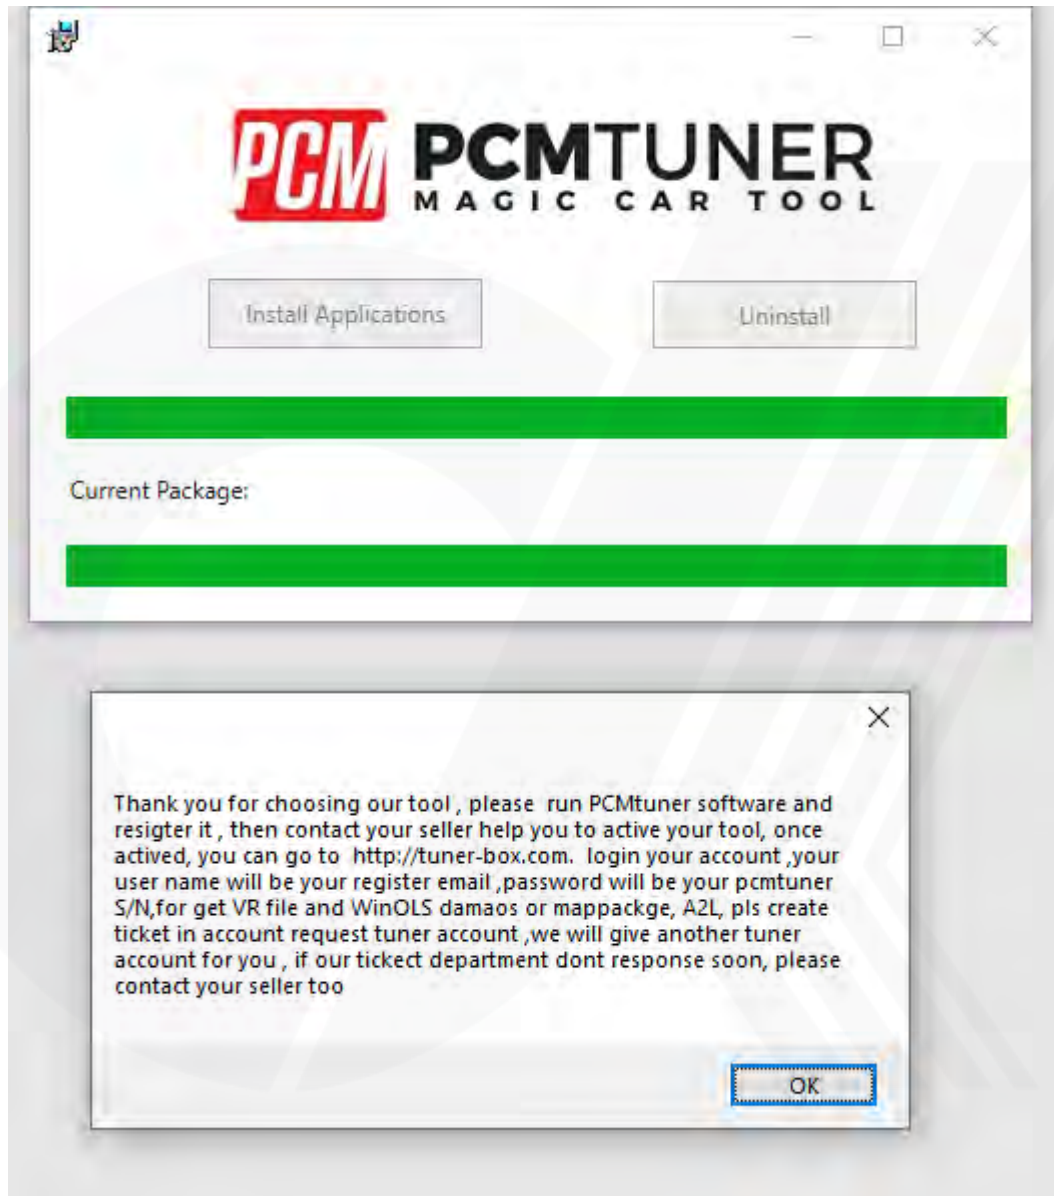 PCM PCMTUNER
MAGIC CAR TOOL
Install Applications
Uninstall
Current Package:
Thank you for choosing our tool , please  run PCMtuner software and
resigter it , then contact your seller help you to active your tool, once
actived, you can go to  http://tuner-box.com.  login your account ,your
user name will be your register email ,password will be your pcmtuner
S/N,for get VR file and WinOLS damaos or mappackge, A2L, pls create
ticket in account request tuner account ,we will give another tuner
account for you , if our tickect department dont response soon, please
contact your seller too
OK